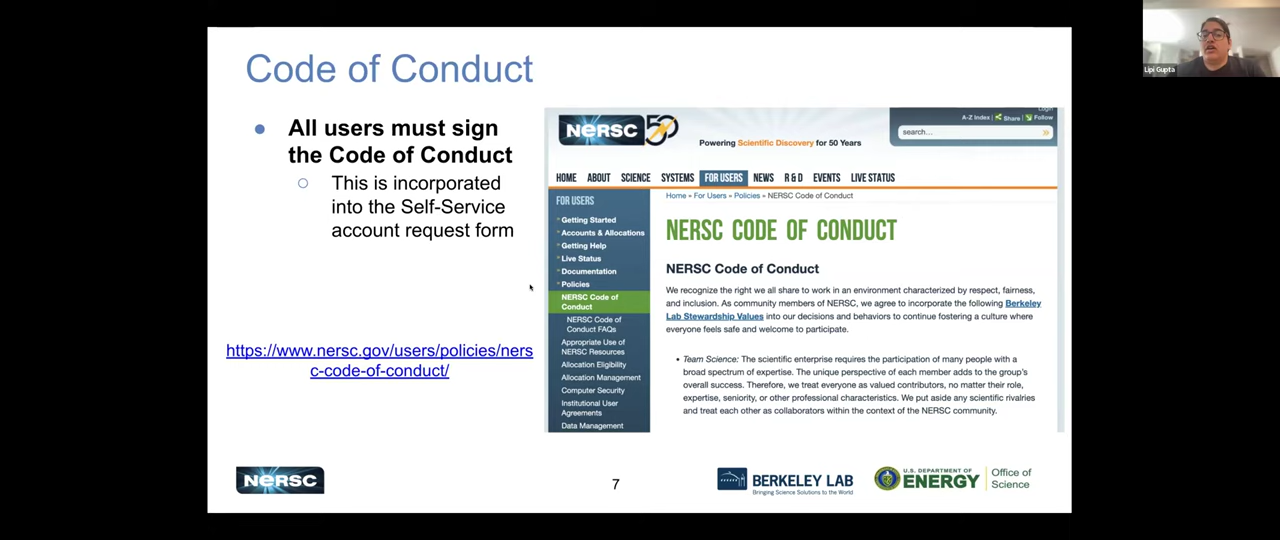 Code of Conduct
● All users must sign
the Code of Conduct
○ This is incorporated
into the Self-Service
account request form
https://www.nersc.gov/users/policies/ners
c-code-of-conduct/
Login
A-Z Index | Share | Follow
NERSC 50
Powering Scientific Discovery for 50 Years
search... »
HOME ABOUT SCIENCE SYSTEMS FOR USERS NEWS R & D EVENTS LIVE STATUS
FOR USERS
Getting Started
Accounts & Allocations
Getting Help
Live Status
Documentation
Policies
NERSC Code of
Conduct
NERSC Code of
Conduct FAQs
Appropriate Use of
NERSC Resources
Allocation Eligibility
Allocation Management
Computer Security
Institutional User
Agreements
Data Management
Home » For Users » Policies » NERSC Code of Conduct
NERSC CODE OF CONDUCT
NERSC Code of Conduct
We recognize the right we all share to work in an environment characterized by respect, fairness,
and inclusion. As community members of NERSC, we agree to incorporate the following Berkeley
Lab Stewardship Values into our decisions and behaviors to continue fostering a culture where
everyone feels safe and welcome to participate.
• Team Science: The scientific enterprise requires the participation of many people with a
broad spectrum of expertise. The unique perspective of each member adds to the group's
overall success. Therefore, we treat everyone as valued contributors, no matter their role,
expertise, seniority, or other professional characteristics. We put aside any scientific rivalries
and treat each other as collaborators within the context of the NERSC community.
NERSC
7
BERKELEY LAB
Bringing Science Solutions to the World
U.S. DEPARTMENT OF
ENERGY
Office of
Science
Lipi Gupta